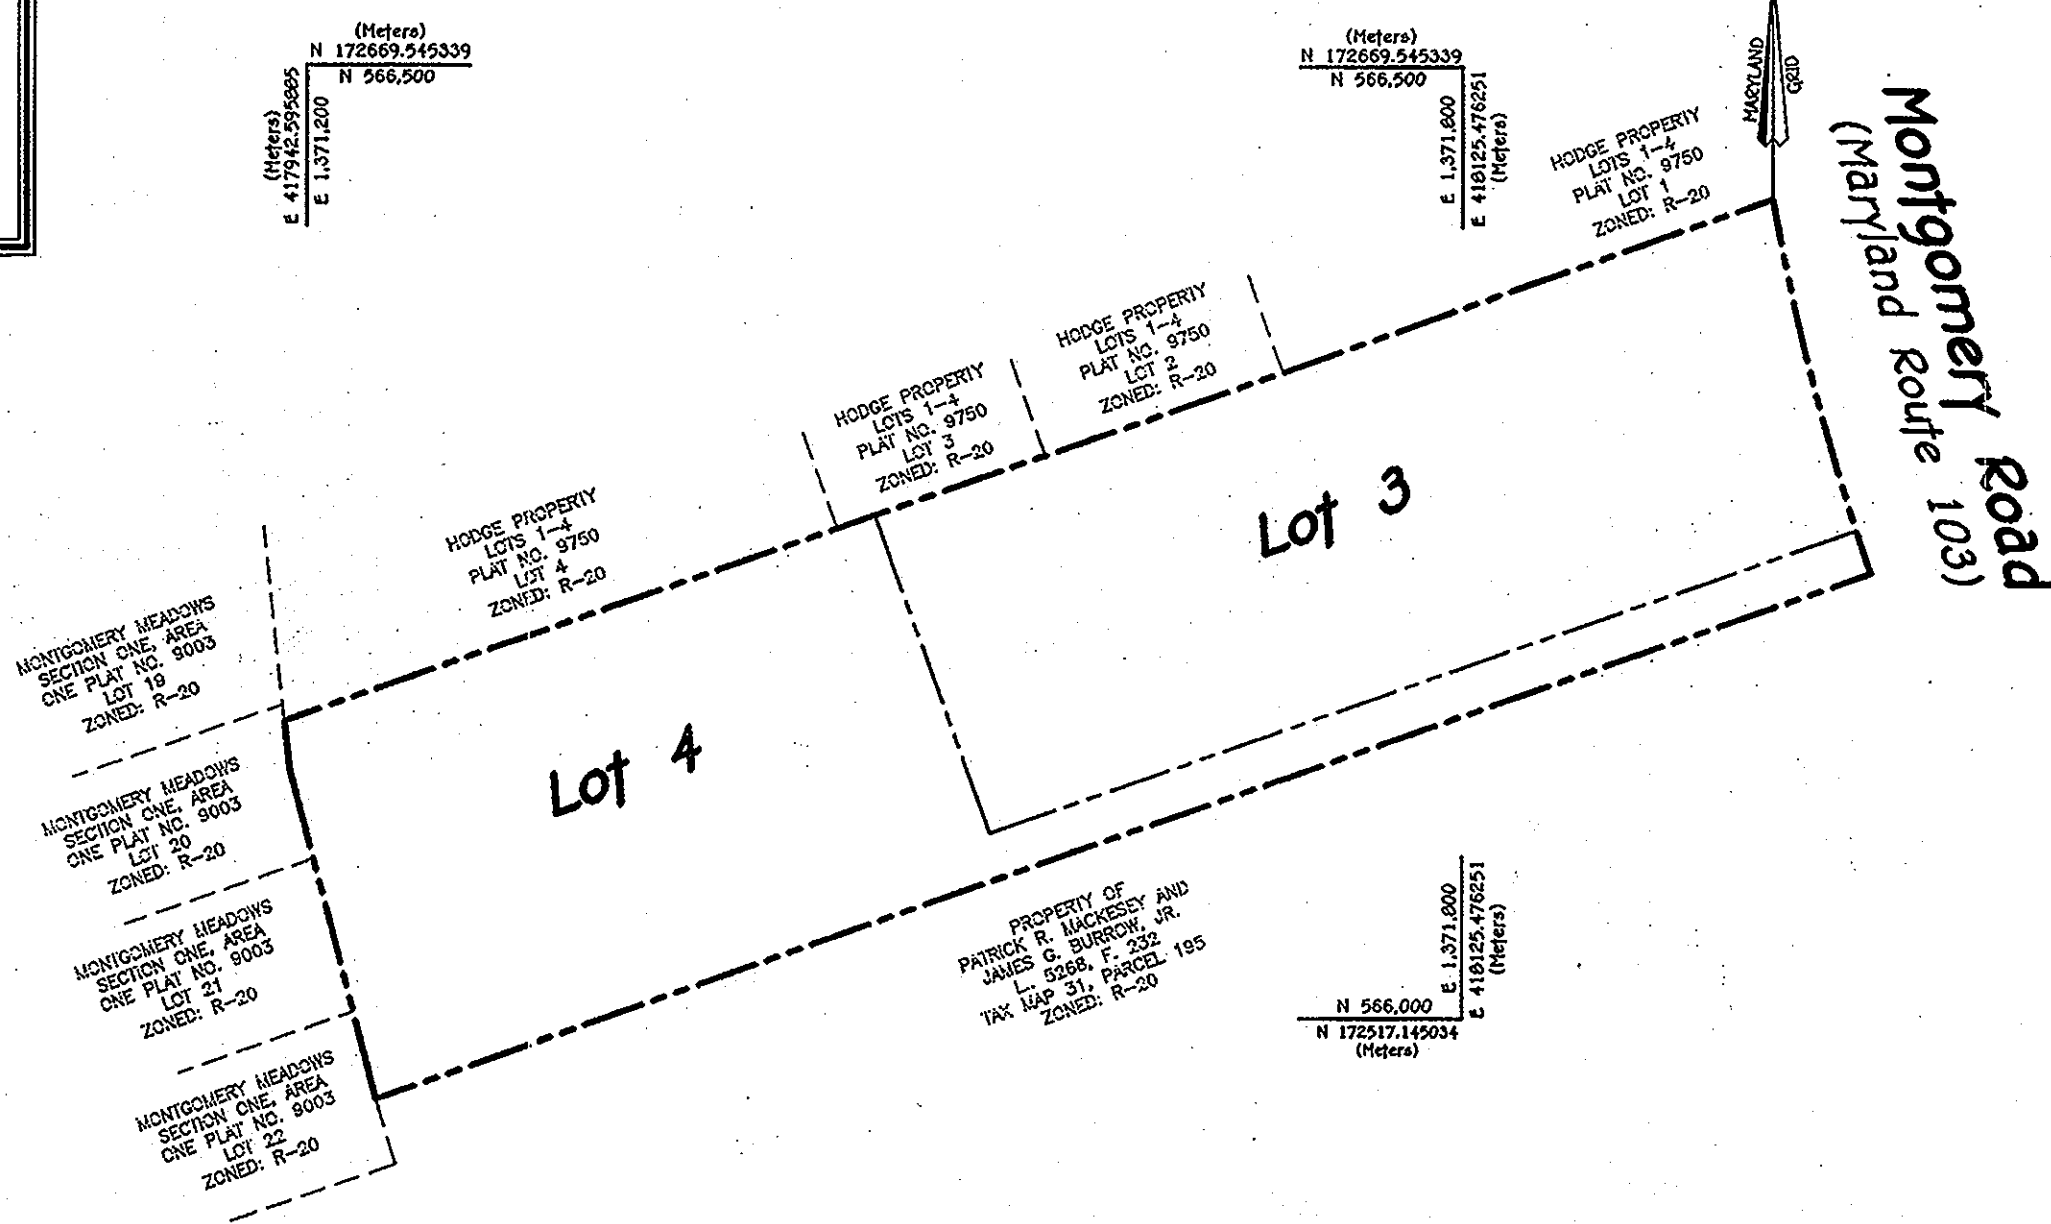 (Meters)
N 172669.545339
N 566,500
(Meters)
E 417942.595885
E 1,371,200
(Meters)
N 172669.545339
N 566,500
E 1,371,800
E 418125.476251
(Meters)
MARYLAND
GRID
Montgomery Road
(Maryland Route 103)
HODGE PROPERTY
LOTS 1-4
PLAT NO. 9750
LOT 1
ZONED: R-20
HODGE PROPERTY
LOTS 1-4
PLAT NO. 9750
LOT 2
ZONED: R-20
HODGE PROPERTY
LOTS 1-4
PLAT NO. 9750
LOT 3
ZONED: R-20
HODGE PROPERTY
LOTS 1-4
PLAT NO. 9750
LOT 4
ZONED: R-20
Lot 3
Lot 4
MONTGOMERY MEADOWS
SECTION ONE, AREA
ONE PLAT NO. 9003
LOT 19
ZONED: R-20
MONTGOMERY MEADOWS
SECTION ONE, AREA
ONE PLAT NO. 9003
LOT 20
ZONED: R-20
MONTGOMERY MEADOWS
SECTION ONE, AREA
ONE PLAT NO. 9003
LOT 21
ZONED: R-20
MONTGOMERY MEADOWS
SECTION ONE, AREA
ONE PLAT NO. 9003
LOT 22
ZONED: R-20
PROPERTY OF
PATRICK R. MACKESEY AND
JAMES G. BURROW, JR.
L. 5268, F. 232
TAX MAP 31, PARCEL 195
ZONED: R-20
E 1,371,800
E 418125.476251
(Meters)
N 566,000
N 172517.145034
(Meters)